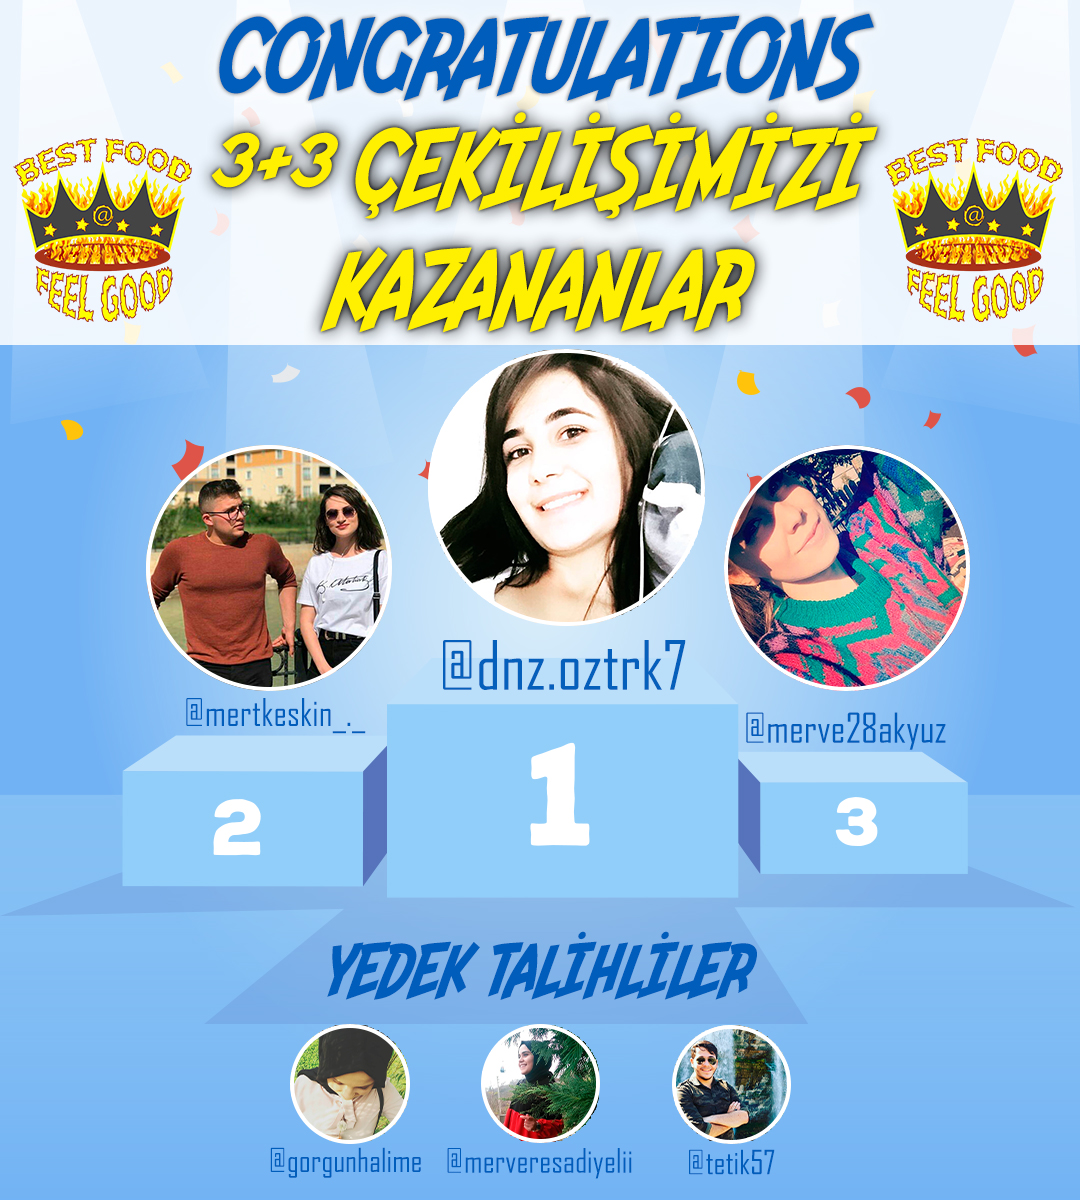 CONGRATULATIONS
3+3 ÇEKİLİŞİMİZİ
KAZANANLAR
BEST FOOD
@
FEEL GOOD
BEST FOOD
@
FEEL GOOD
@dnz.oztrk7
@mertkeskin_._
@merve28akyuz
1
2
3
YEDEK TALİHLİLER
@gorgunhalime
@merveresadiyelii
@tetik57